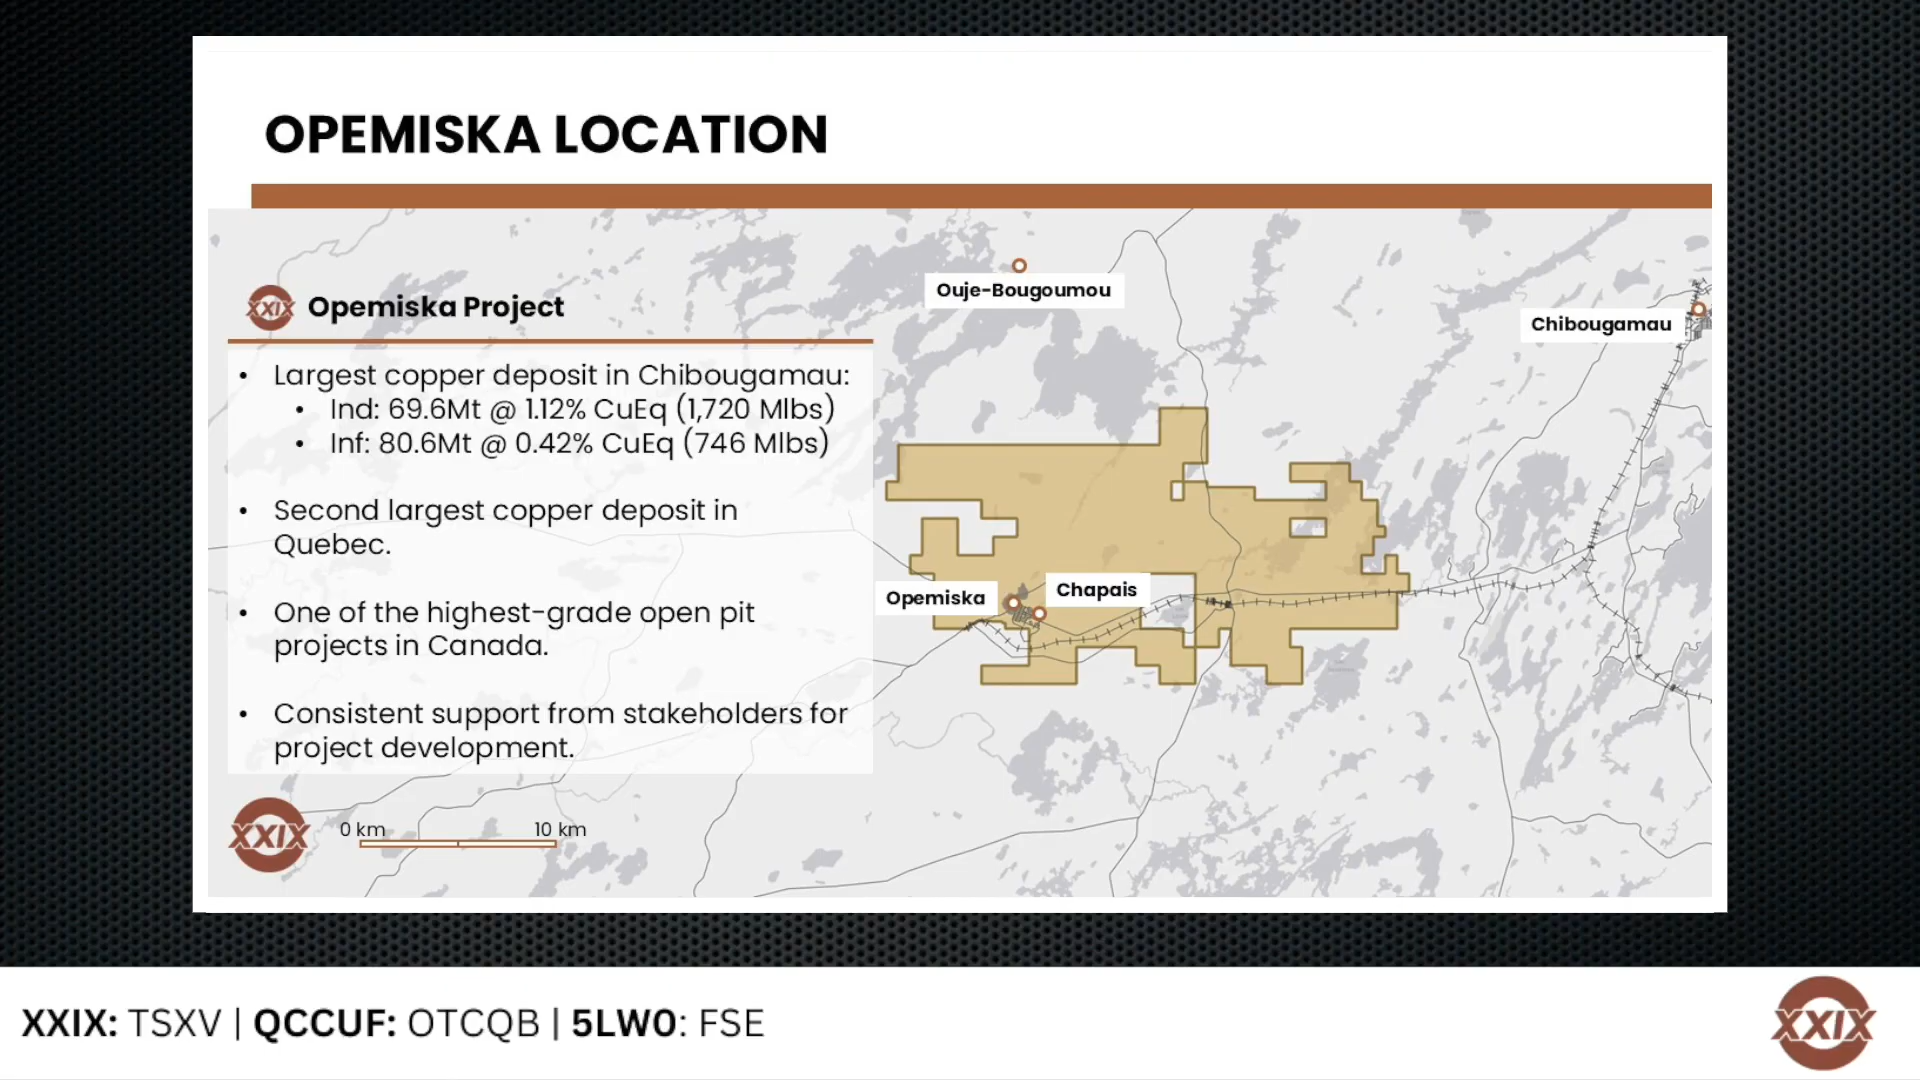 OPEMISKA LOCATION
XXIX Opemiska Project
• Largest copper deposit in Chibougamau:
• Ind: 69.6Mt @ 1.12% CuEq (1,720 Mlbs)
• Inf: 80.6Mt @ 0.42% CuEq (746 Mlbs)
• Second largest copper deposit in
Quebec.
• One of the highest-grade open pit
projects in Canada.
• Consistent support from stakeholders for
project development.
Ouje-Bougoumou
Chibougamau
Opemiska
Chapais
XXIX
0 km 10 km
XXIX: TSXV | QCCUF: OTCQB | 5LW0: FSE
XXIX